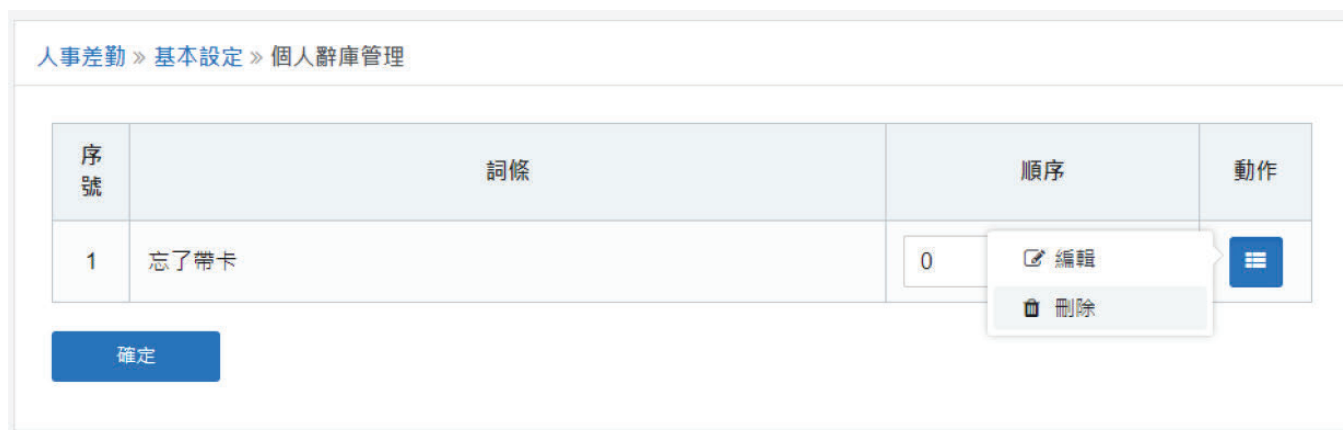 人事差勤 » 基本設定 » 個人辭庫管理
序號 詞條 順序 動作
1 忘了帶卡 0
編輯
刪除
確定